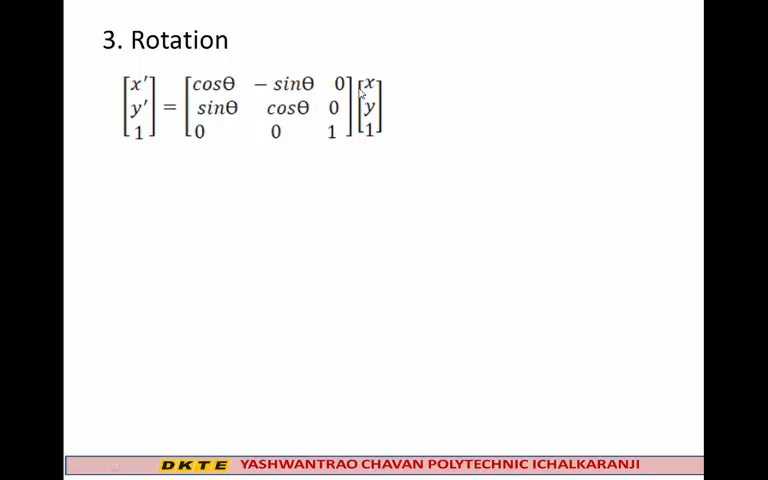 3. Rotation
[x'] = [cosθ - sinθ 0] [x]
[y'] = [sinθ cosθ 0] [y]
[1] = [0 0 1] [1]
DKTE YASHWANTRAO CHAVAN POLYTECHNIC ICHALKARANJI